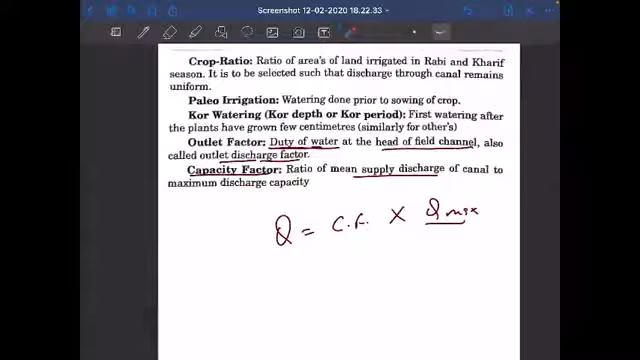 Screenshot 12-02-2020 18.22.33
Crop-Ratio: Ratio of area's of land irrigated in Rabi and Kharif
season. It is to be selected such that discharge through canal remains
uniform.
Paleo Irrigation: Watering done prior to sowing of crop.
Kor Watering (Kor depth or Kor period): First watering after
the plants have grown few centimetres (similarly for other's)
Outlet Factor: Duty of water at the head of field channel, also
called outlet discharge factor.
Capacity Factor: Ratio of mean supply discharge of canal to
maximum discharge capacity
Q = C.F. X Q max